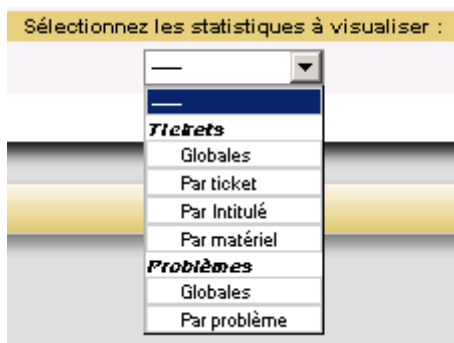 Sélectionnez les statistiques à visualiser :
-----
-----
Tickets
Globales
Par ticket
Par Intitulé
Par matériel
Problèmes
Globales
Par problème